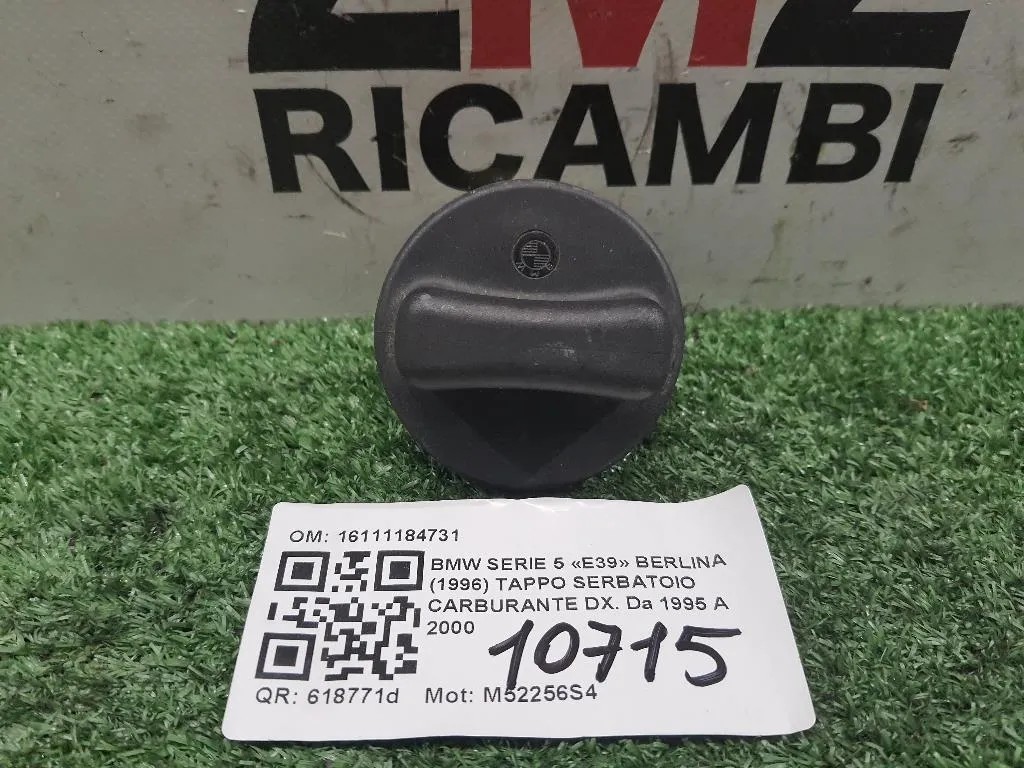 RICAMBI
BMW
OM: 16111184731
BMW SERIE 5 «E39» BERLINA
(1996) TAPPO SERBATOIO
CARBURANTE DX. Da 1995 A
2000
10715
QR: 618771d Mot: M52256S4